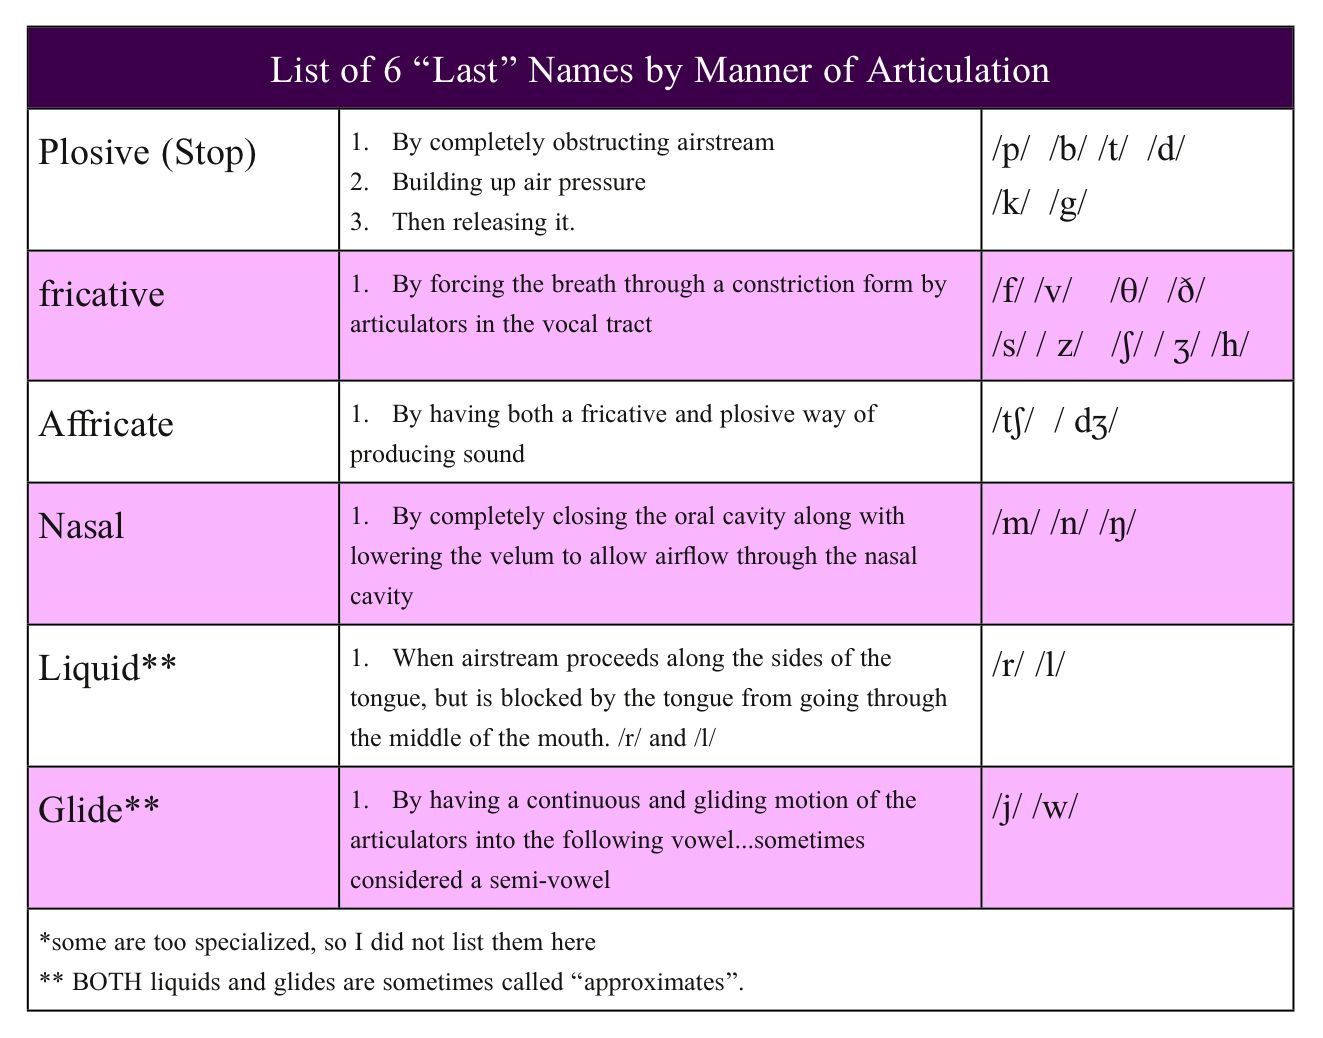 List of 6 “Last” Names by Manner of Articulation
Plosive (Stop)
1. By completely obstructing airstream
2. Building up air pressure
3. Then releasing it.
/p/ /b/ /t/ /d/
/k/ /g/
fricative
1. By forcing the breath through a constriction form by
articulators in the vocal tract
/f/ /v/ /θ/ /ð/
/s/ / z/ /ʃ/ / ʒ/ /h/
Affricate
1. By having both a fricative and plosive way of
producing sound
/tʃ/ / dʒ/
Nasal
1. By completely closing the oral cavity along with
lowering the velum to allow airflow through the nasal
cavity
/m/ /n/ /ŋ/
Liquid**
1. When airstream proceeds along the sides of the
tongue, but is blocked by the tongue from going through
the middle of the mouth. /r/ and /l/
/r/ /l/
Glide**
1. By having a continuous and gliding motion of the
articulators into the following vowel...sometimes
considered a semi-vowel
/j/ /w/
*some are too specialized, so I did not list them here
** BOTH liquids and glides are sometimes called “approximates”.